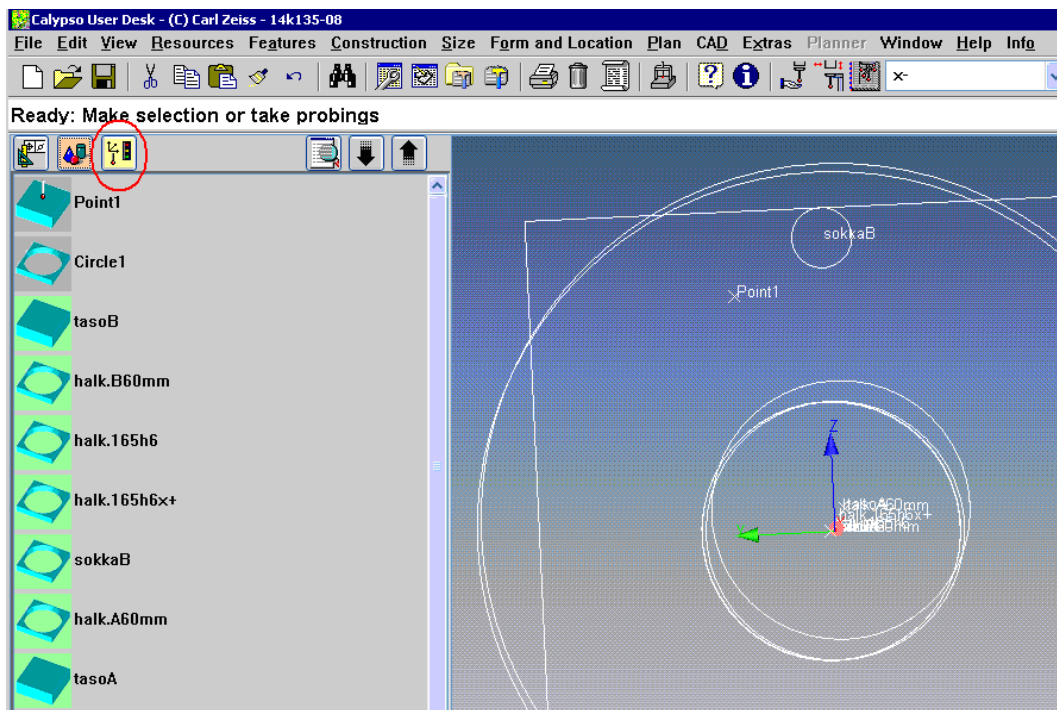 Calypso User Desk - (C) Carl Zeiss - 14k135-08
File Edit View Resources Features Construction Size Form and Location Plan CAD Extras Planner Window Help Info
x-
Ready: Make selection or take probings
Point1
Circle1
tasoB
halk.B60mm
halk.165h6
halk.165h6x+
sokkaB
halk.A60mm
tasoA
sokkaB
Point1
Z